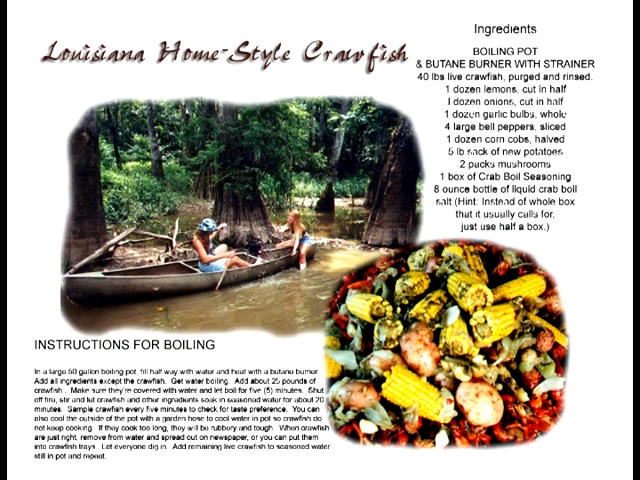 Louisiana Home-Style Crawfish
Ingredients
BOILING POT
& BUTANE BURNER WITH STRAINER
40 lbs live crawfish, purged and rinsed.
1 dozen lemons, cut in half
1 dozen onions, cut in half
1 dozen garlic bulbs, whole
4 large bell peppers, sliced
1 dozen corn cobs, halved
5 lb sack of new potatoes
2 packs mushrooms
1 box of Crab Boil Seasoning
8 ounce bottle of liquid crab boil
salt (Hint: Instead of whole box
that it usually calls for,
just use half a box.)
INSTRUCTIONS FOR BOILING
In a large 50 gallon boiling pot, fill half way with water and heat with a butane burner.
Add all ingredients except the crawfish. Get water boiling. Add about 25 pounds of
crawfish . Make sure they're covered with water and let boil for five (5) minutes. Shut
off fire, stir and let crawfish and other ingredients soak in seasoned water for about 20
minutes. Sample crawfish every five minutes to check for taste preference. You can
also cool the outside of the pot with a garden hose to cool water in pot so crawfish do
not keep cooking. If they cook too long, they will be rubbery and tough. When crawfish
are just right, remove from water and spread out on newspaper, or you can put them
into crawfish trays. Let everyone dig in. Add remaining live crawfish to seasoned water
still in pot and repeat.